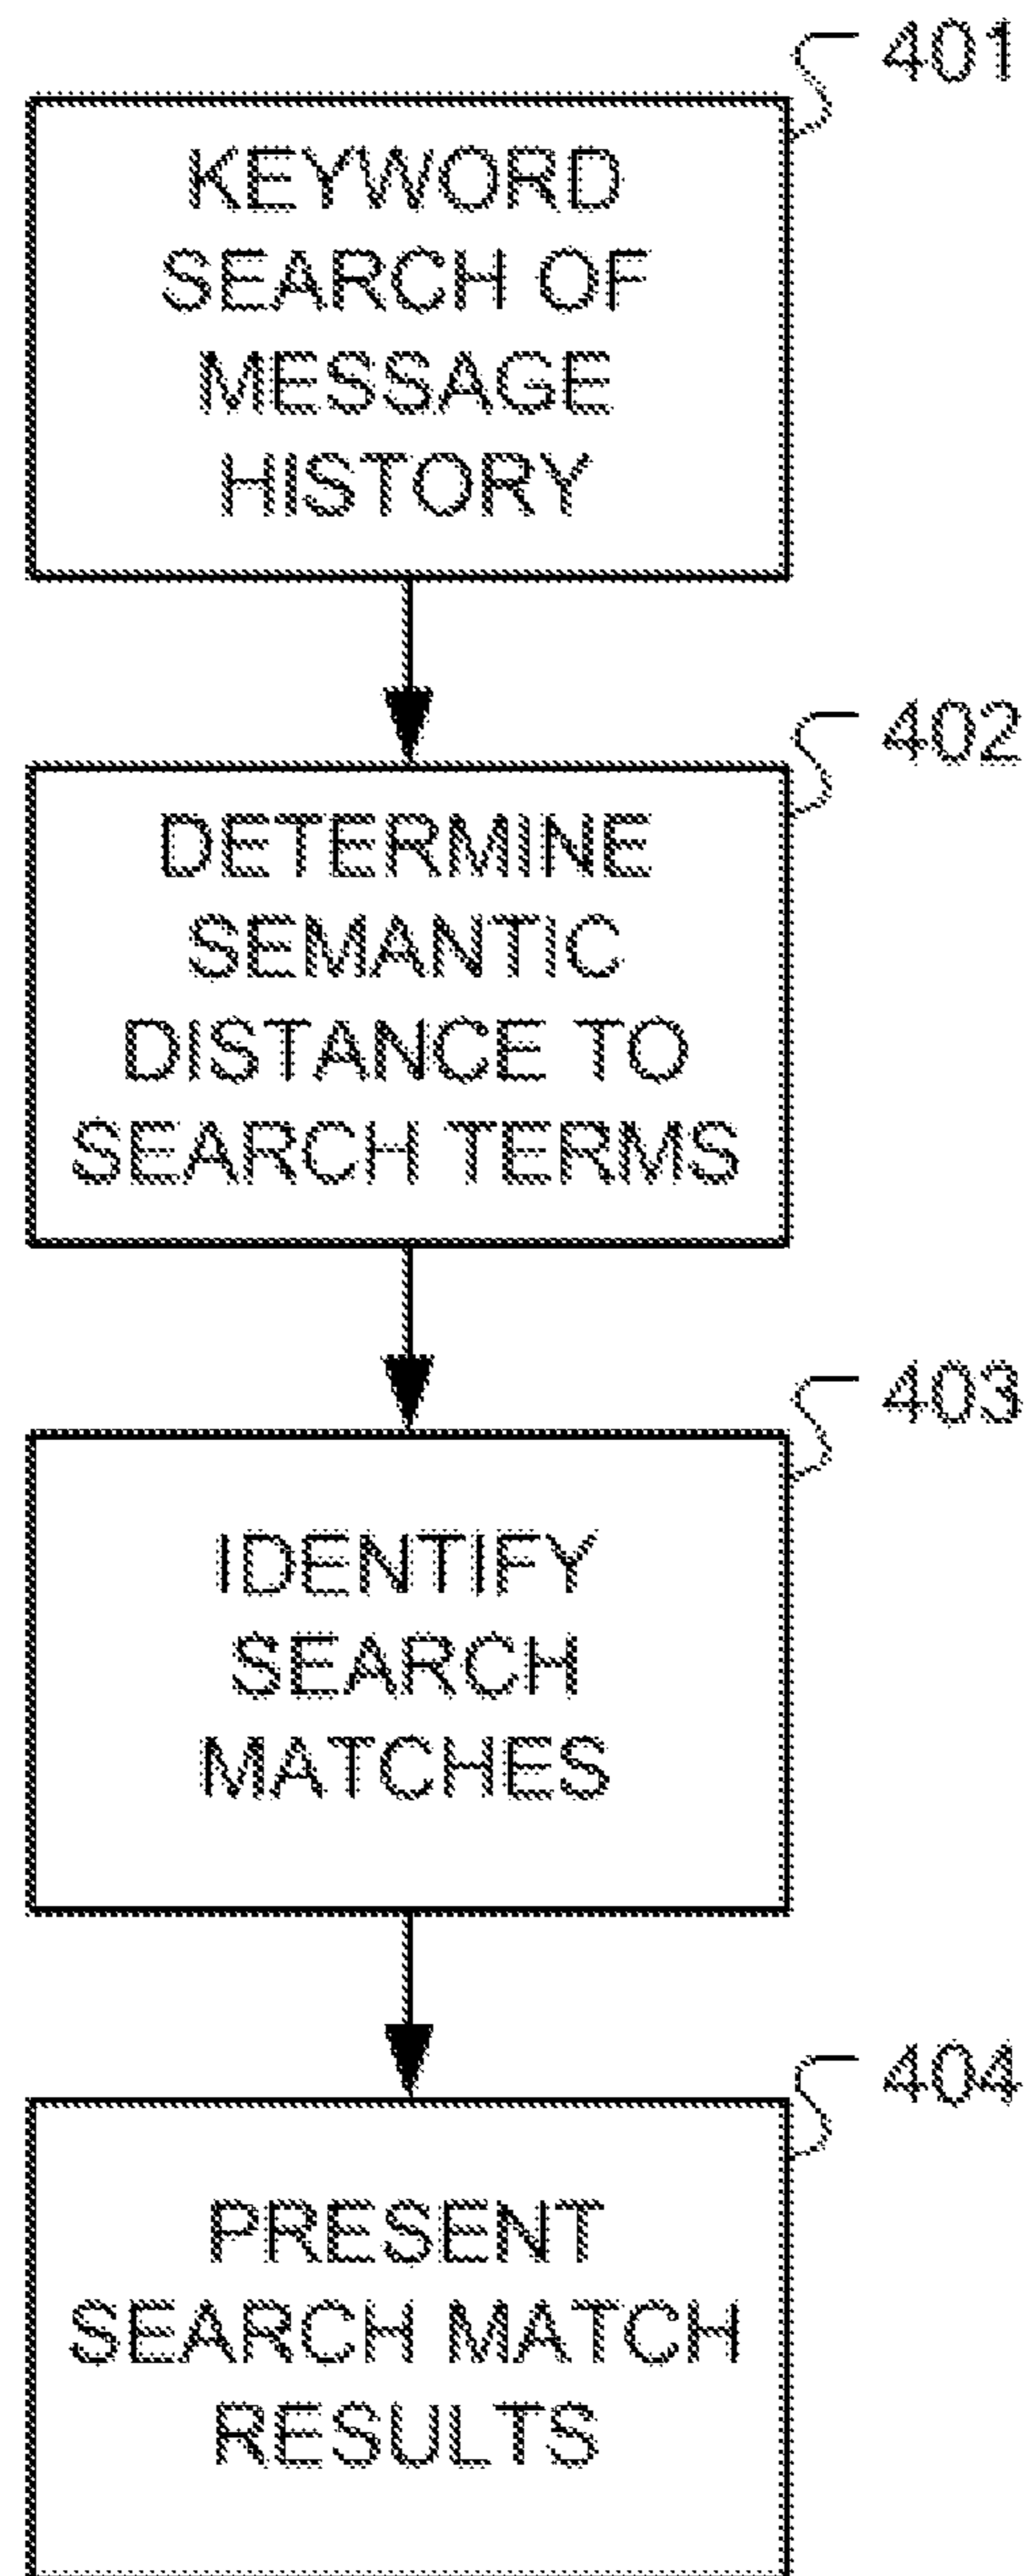 401
KEYWORD
SEARCH OF
MESSAGE
HISTORY
402
DETERMINE
SEMANTIC
DISTANCE TO
SEARCH TERMS
403
IDENTIFY
SEARCH
MATCHES
404
PRESENT
SEARCH MATCH
RESULTS